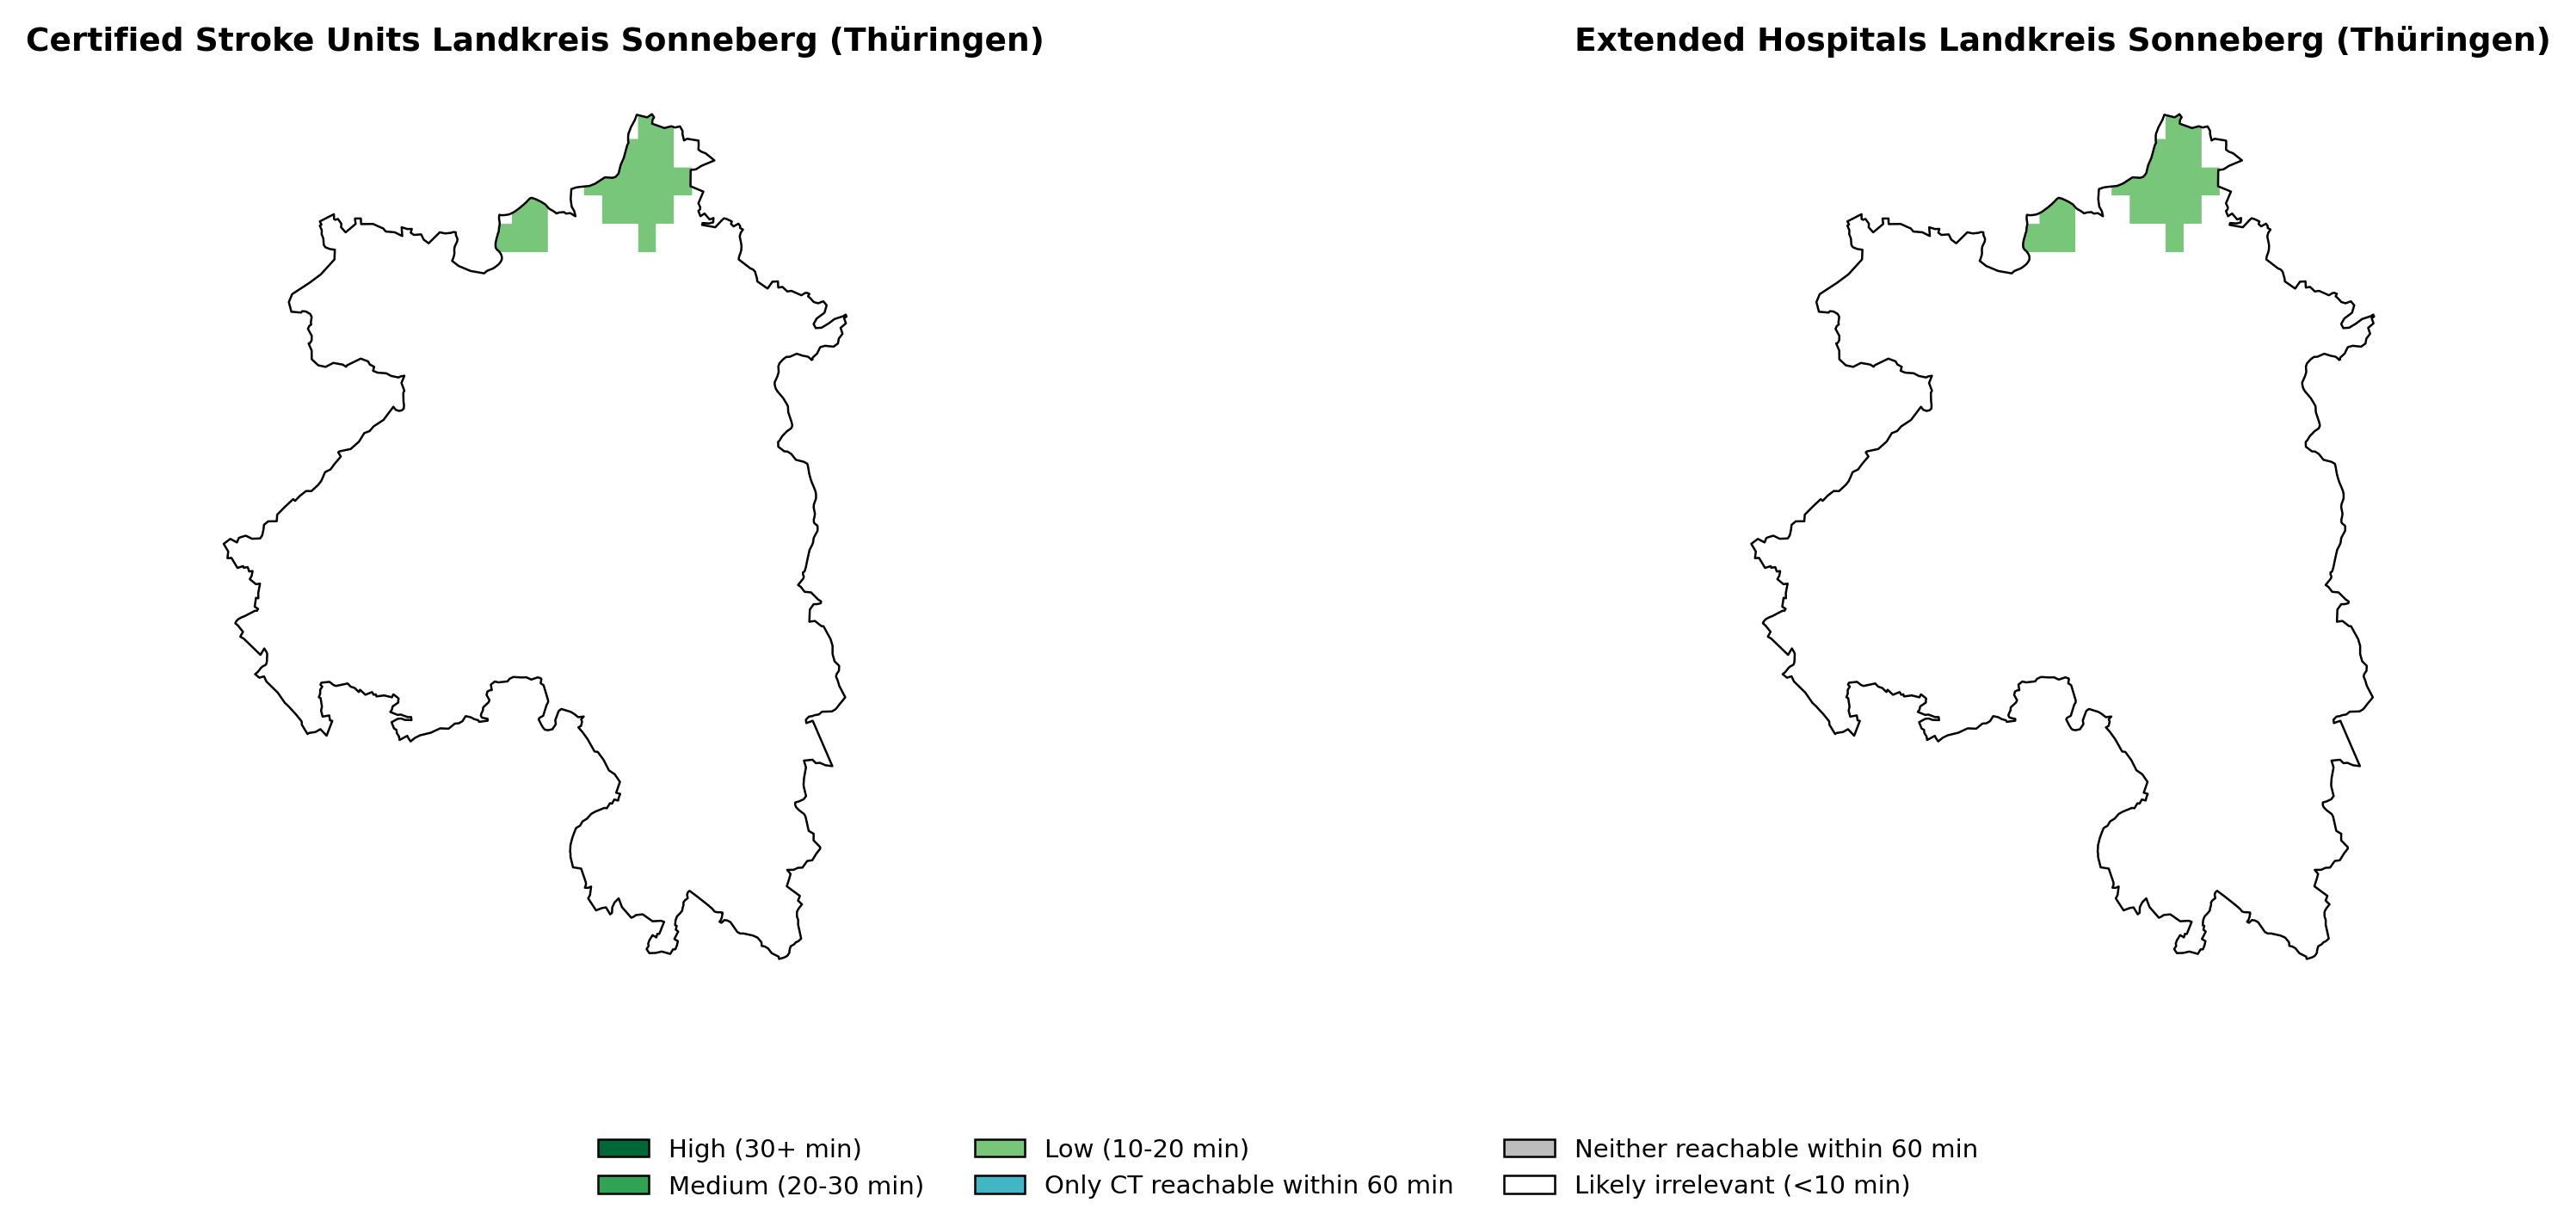 Certified Stroke Units Landkreis Sonneberg (Thüringen)
Extended Hospitals Landkreis Sonneberg (Thüringen)
High (30+ min)
Medium (20-30 min)
Low (10-20 min)
Only CT reachable within 60 min
Neither reachable within 60 min
Likely irrelevant (<10 min)